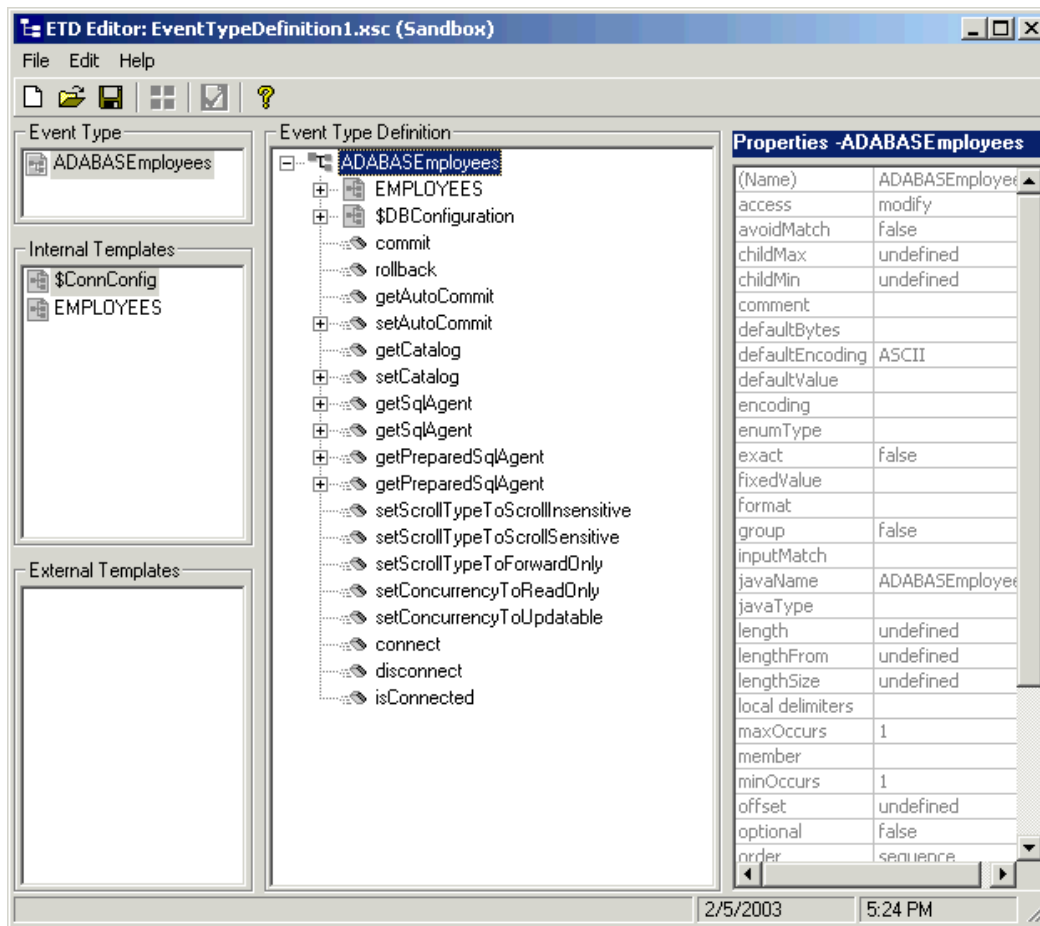 ETD Editor: EventTypeDefinition1.xsc (Sandbox)
File Edit Help
Event Type
ADABASEmployees
Internal Templates
$ConnConfig
EMPLOYEES
External Templates
Event Type Definition
ADABASEmployees
EMPLOYEES
$DBConfiguration
commit
rollback
getAutoCommit
setAutoCommit
getCatalog
setCatalog
getSqlAgent
getSqlAgent
getPreparedSqlAgent
getPreparedSqlAgent
setScrollTypeToScrollInsensitive
setScrollTypeToScrollSensitive
setScrollTypeToForwardOnly
setConcurrencyToReadOnly
setConcurrencyToUpdatable
connect
disconnect
isConnected
Properties -ADABASEmployees
(Name) ADABASEmployee
access modify
avoidMatch false
childMax undefined
childMin undefined
comment
defaultBytes
defaultEncoding ASCII
defaultValue
encoding
enumType
exact false
fixedValue
format
group false
inputMatch
javaName ADABASEmployee
javaType
length undefined
lengthFrom undefined
lengthSize undefined
local delimiters
maxOccurs 1
member
minOccurs 1
offset undefined
optional false
order sequence
2/5/2003 5:24 PM